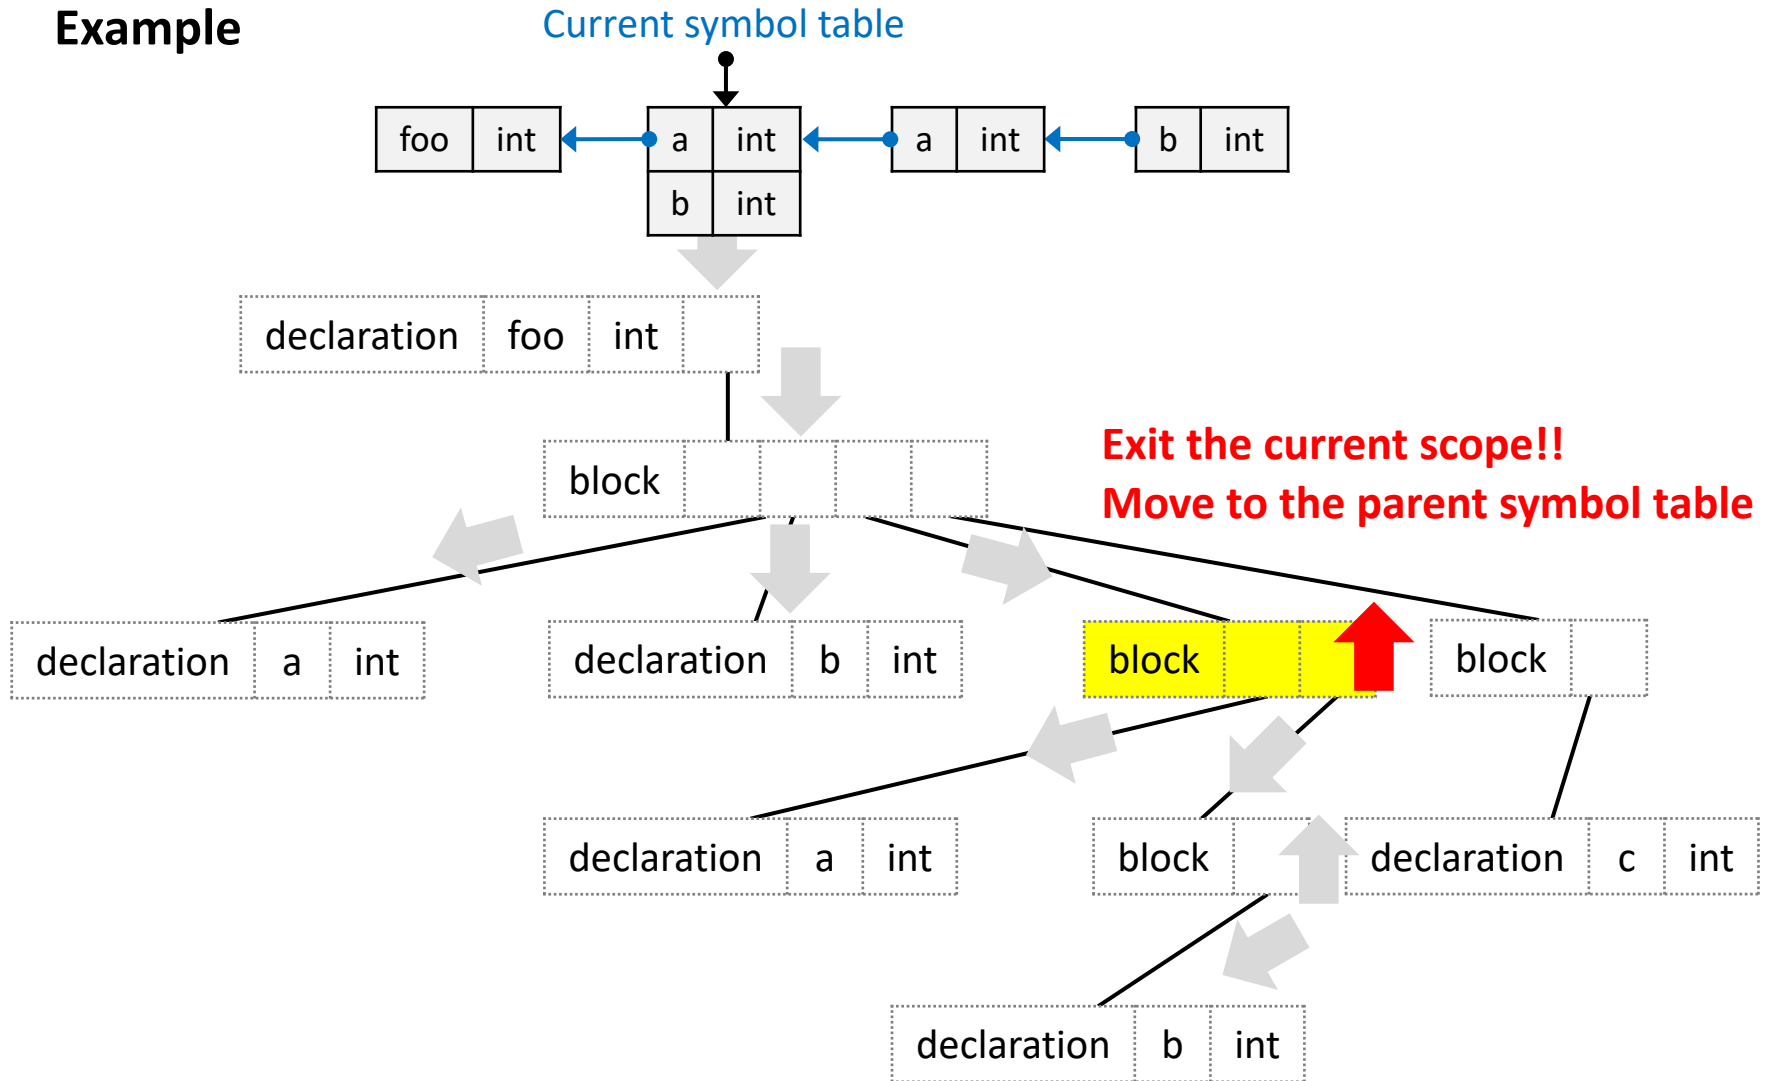 Example
Current symbol table
foo int a int a int b int
b int
declaration foo int
Exit the current scope!!
block
Move to the parent symbol table
declaration a int declaration b int block block
declaration a int block declaration c int
declaration b int